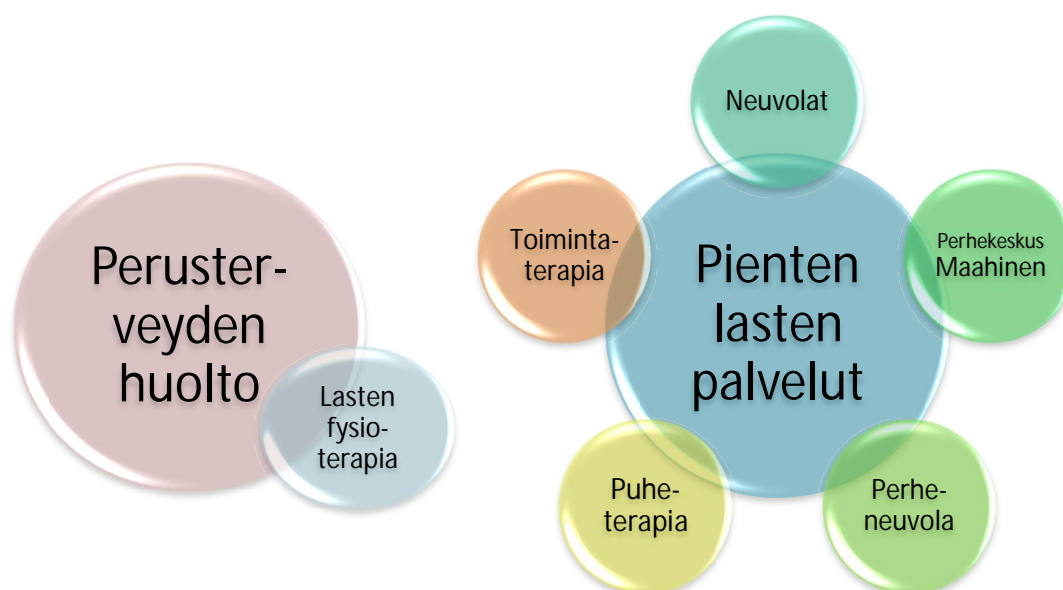 Peruster-
veyden
huolto
Lasten
fysio-
terapia
Neuvolat
Toiminta-
terapia
Pienten
lasten
palvelut
Perhekeskus
Maahinen
Puhe-
terapia
Perhe-
neuvola